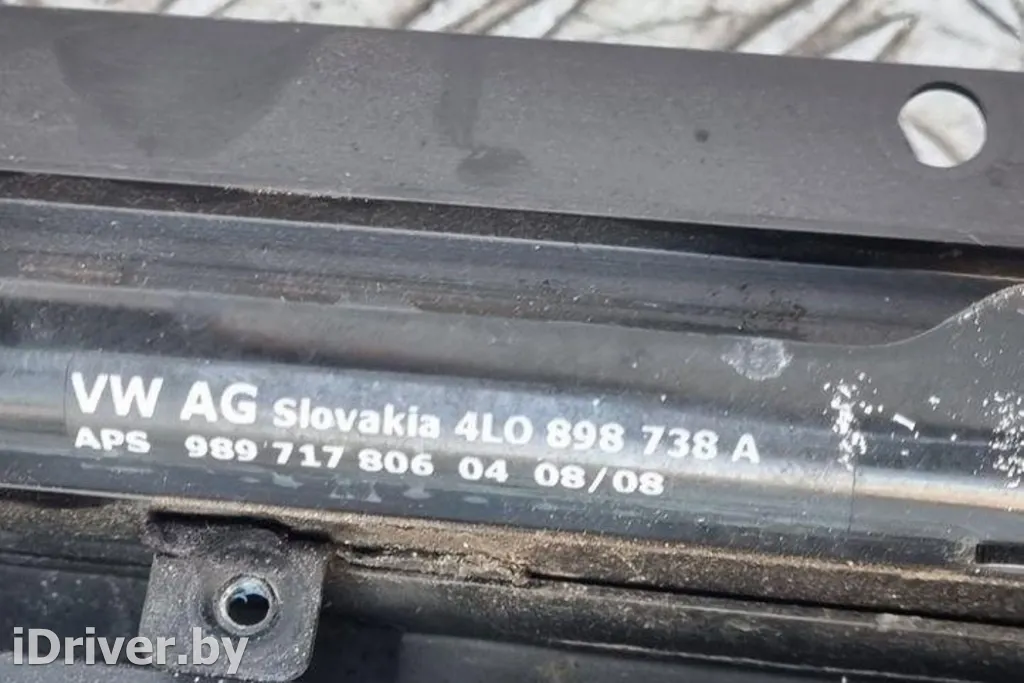 VW AG Slovakia 4L0 898 738 A
APS 989 717 806 04 08/08
iDriver.by